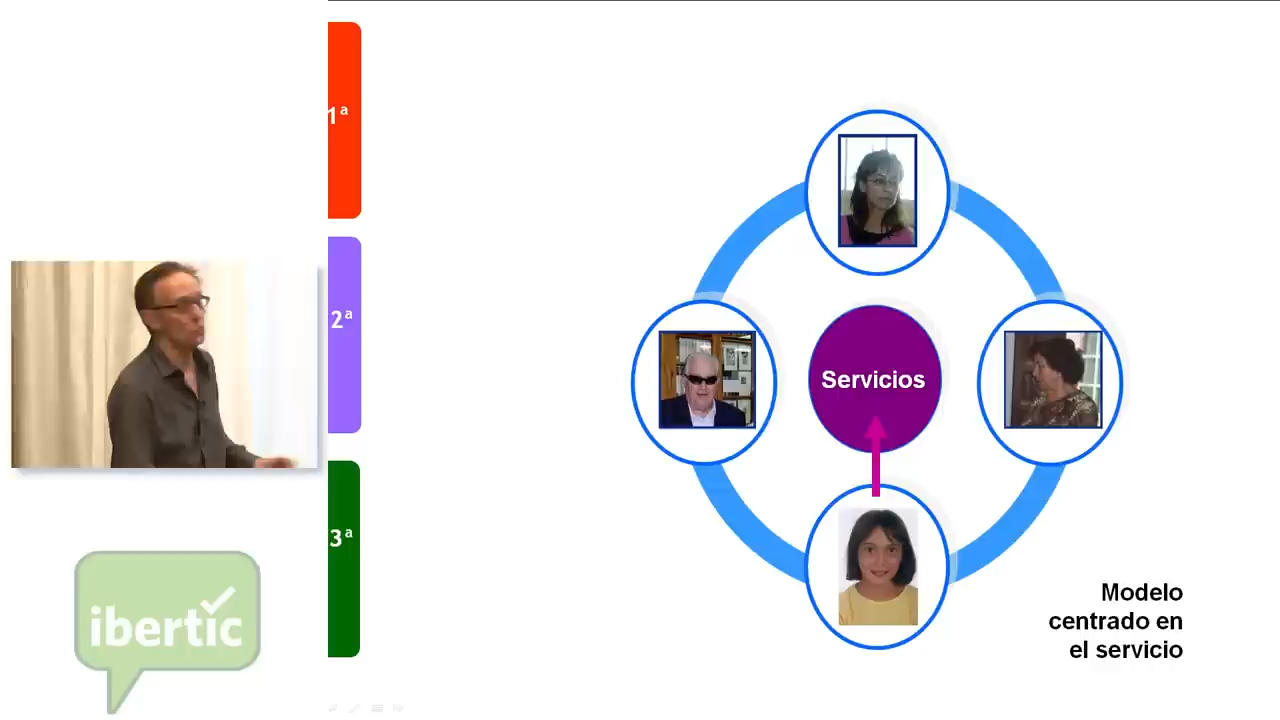 1ª
2ª
3ª
Servicios
Modelo
centrado en
el servicio
ibertic